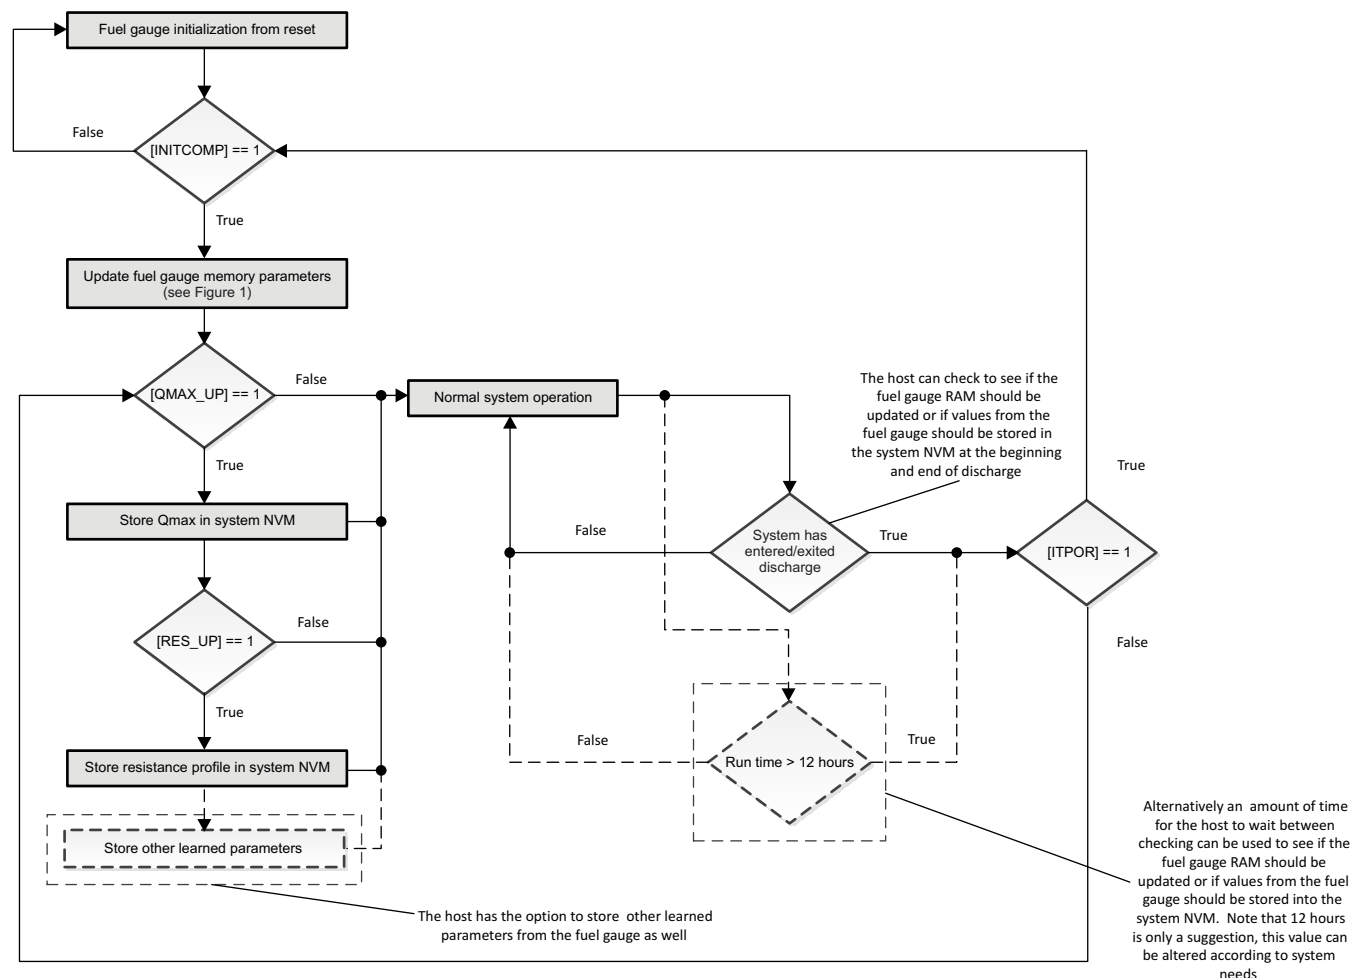 Fuel gauge initialization from reset
False
[INITCOMP] == 1
True
Update fuel gauge memory parameters
(see Figure 1)
[QMAX_UP] == 1
False
True
Store Qmax in system NVM
[RES_UP] == 1
False
True
Store resistance profile in system NVM
Store other learned parameters
The host has the option to store other learned
parameters from the fuel gauge as well
Normal system operation
The host can check to see if the
fuel gauge RAM should be
updated or if values from the
fuel gauge should be stored in
the system NVM at the beginning
and end of discharge
False
System has
entered/exited
discharge
True
[ITPOR] == 1
True
False
False
Run time > 12 hours
True
Alternatively an amount of time
for the host to wait between
checking can be used to see if the
fuel gauge RAM should be
updated or if values from the fuel
gauge should be stored into the
system NVM. Note that 12 hours
is only a suggestion, this value can
be altered according to system
needs